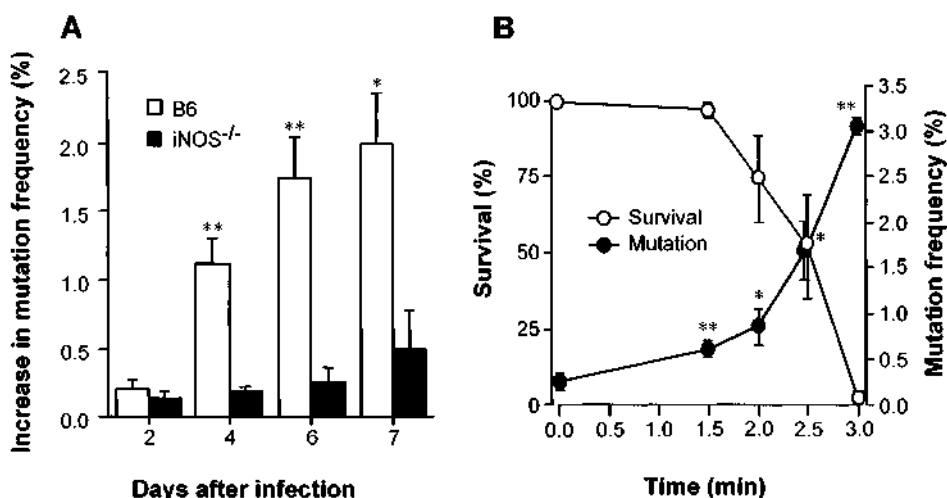 A
Increase in mutation frequency (%)
2.5
2.0
1.5
1.0
0.5
0.0
B6
iNOS-/-
**
**
*
2 4 6 7
Days after infection
B
Survival (%)
100
75
50
25
0
Survival
Mutation
**
*
*
**
0.0 0.5 1.0 1.5 2.0 2.5 3.0
Time (min)
3.5
3.0
2.5
2.0
1.5
1.0
0.5
0.0
Mutation frequency (%)